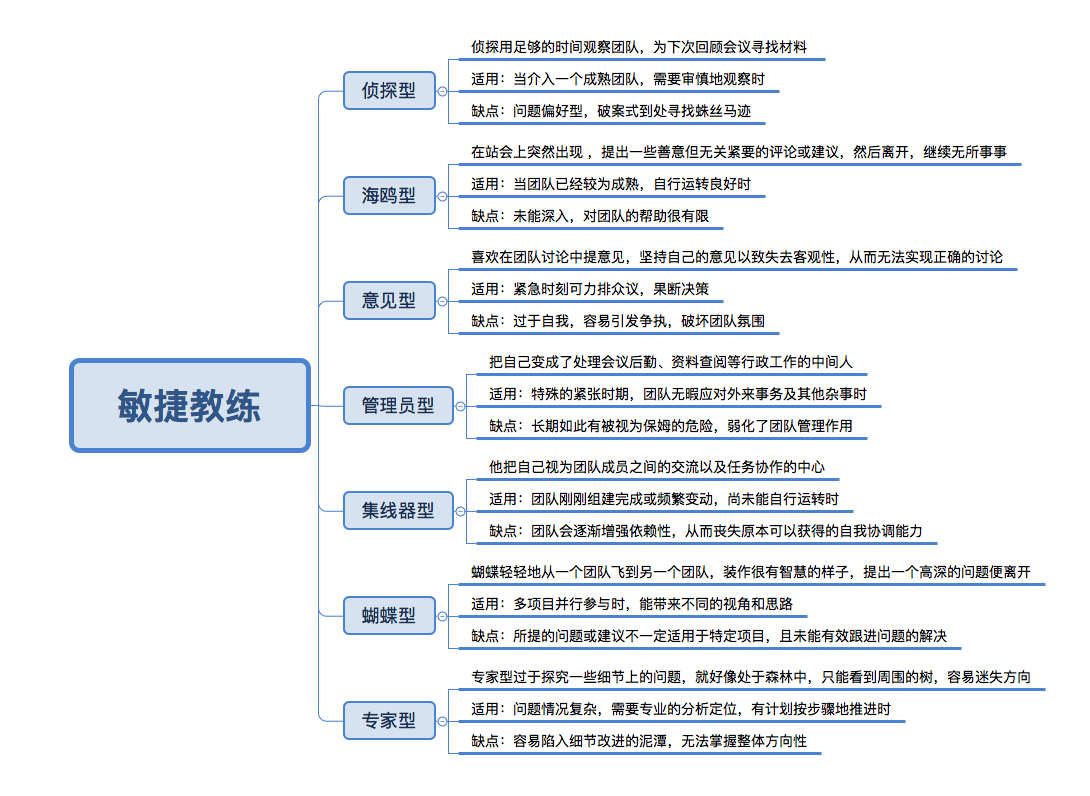 敏捷教练
侦探型
侦探用足够的时间观察团队，为下次回顾会议寻找材料
适用：当介入一个成熟团队，需要审慎地观察时
缺点：问题偏好型，破案式到处寻找蛛丝马迹
海鸥型
在站会上突然出现 ，提出一些善意但无关紧要的评论或建议，然后离开，继续无所事事
适用：当团队已经较为成熟，自行运转良好时
缺点：未能深入，对团队的帮助很有限
意见型
喜欢在团队讨论中提意见，坚持自己的意见以致失去客观性，从而无法实现正确的讨论
适用：紧急时刻可力排众议，果断决策
缺点：过于自我，容易引发争执，破坏团队氛围
管理员型
把自己变成了处理会议后勤、资料查阅等行政工作的中间人
适用：特殊的紧张时期，团队无暇应对外来事务及其他杂事时
缺点：长期如此有被视为保姆的危险，弱化了团队管理作用
集线器型
他把自己视为团队成员之间的交流以及任务协作的中心
适用：团队刚刚组建完成或频繁变动，尚未能自行运转时
缺点：团队会逐渐增强依赖性，从而丧失原本可以获得的自我协调能力
蝴蝶型
蝴蝶轻轻地从一个团队飞到另一个团队，装作很有智慧的样子，提出一个高深的问题便离开
适用：多项目并行参与时，能带来不同的视角和思路
缺点：所提的问题或建议不一定适用于特定项目，且未能有效跟进问题的解决
专家型
专家型过于探究一些细节上的问题，就好像处于森林中，只能看到周围的树，容易迷失方向
适用：问题情况复杂，需要专业的分析定位，有计划按步骤地推进时
缺点：容易陷入细节改进的泥潭，无法掌握整体方向性